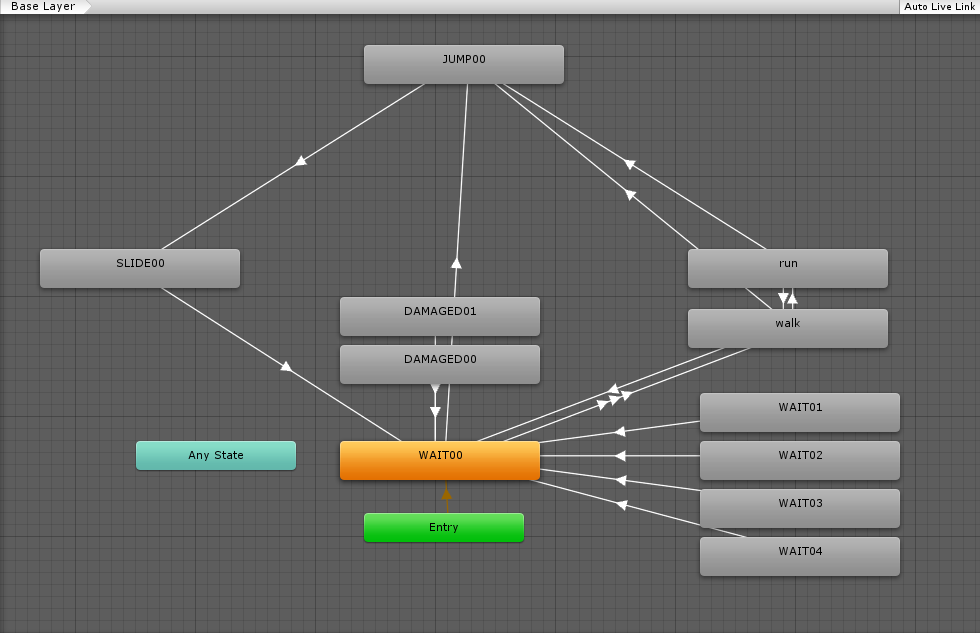 Base Layer
Auto Live Link
JUMP00
SLIDE00
run
DAMAGED01
walk
DAMAGED00
WAIT01
Any State
WAIT00
WAIT02
WAIT03
Entry
WAIT04